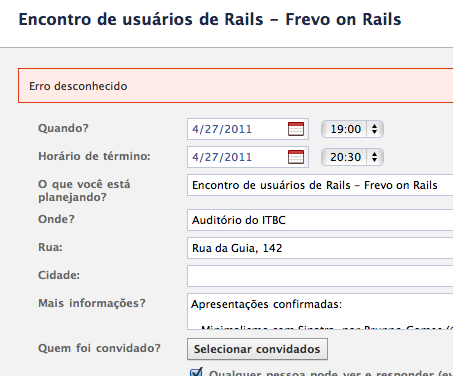 Encontro de usuários de Rails - Frevo on Rails
Erro desconhecido
Quando? 4/27/2011 19:00
Horário de término: 4/27/2011 20:30
O que você está planejando? Encontro de usuários de Rails - Frevo on Rails
Onde? Auditório do ITBC
Rua: Rua da Guia, 142
Cidade:
Mais informações? Apresentações confirmadas:
Quem foi convidado? Selecionar convidados
Qualquer pessoa pode ver e responder